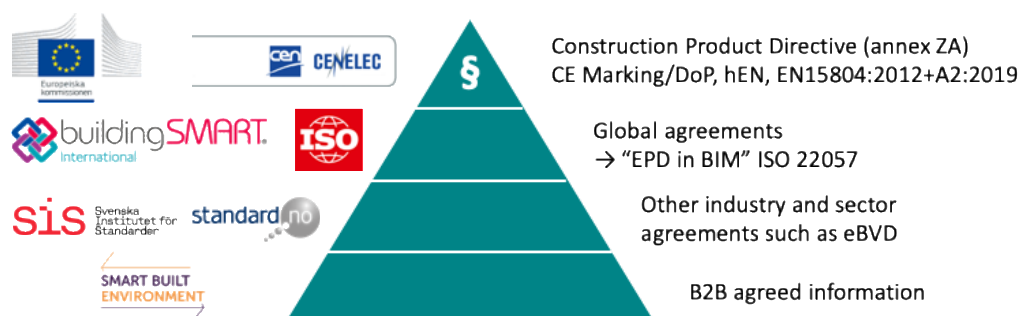 Europeiska
kommissionen
cen
CENELEC
§
Construction Product Directive (annex ZA)
CE Marking/DoP, hEN, EN15804:2012+A2:2019
buildingSMART®
International
ISO
Global agreements
→ “EPD in BIM” ISO 22057
sis
Svenska
Institutet för
Standarder
standard.no
Other industry and sector
agreements such as eBVD
SMART BUILT
ENVIRONMENT
B2B agreed information